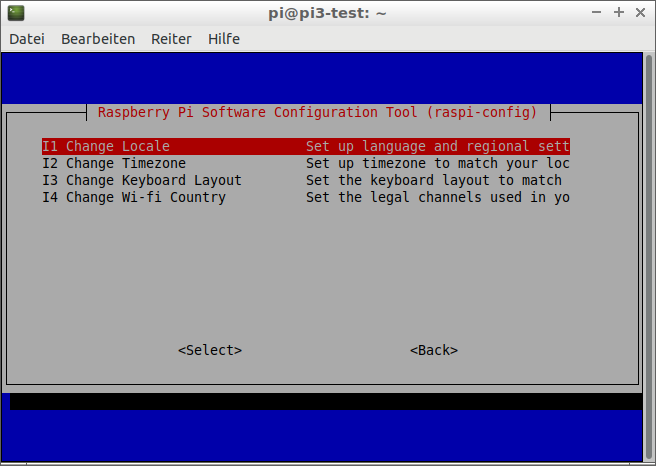 pi@pi3-test: ~
Datei Bearbeiten Reiter Hilfe
Raspberry Pi Software Configuration Tool (raspi-config)
I1 Change Locale Set up language and regional sett
I2 Change Timezone Set up timezone to match your loc
I3 Change Keyboard Layout Set the keyboard layout to match
I4 Change Wi-fi Country Set the legal channels used in yo
<Select> <Back>